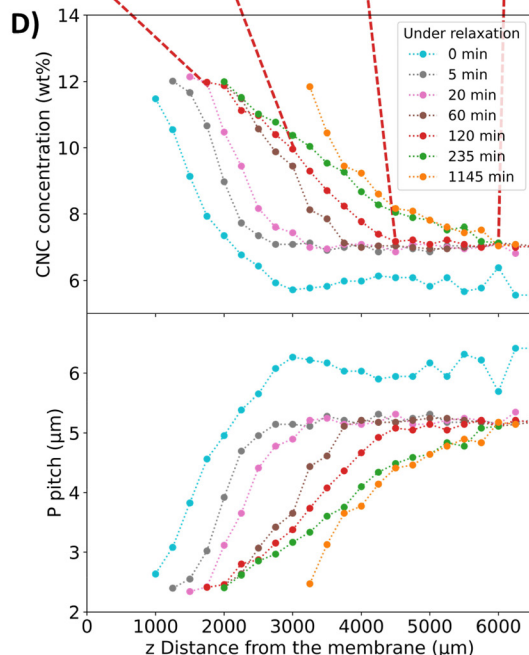 D)
14
12
10
8
6
CNC concentration (wt%)
Under relaxation
0 min
5 min
20 min
60 min
120 min
235 min
1145 min
6
5
4
3
2
P pitch (μm)
0
1000
2000
3000
4000
5000
6000
z Distance from the membrane (μm)